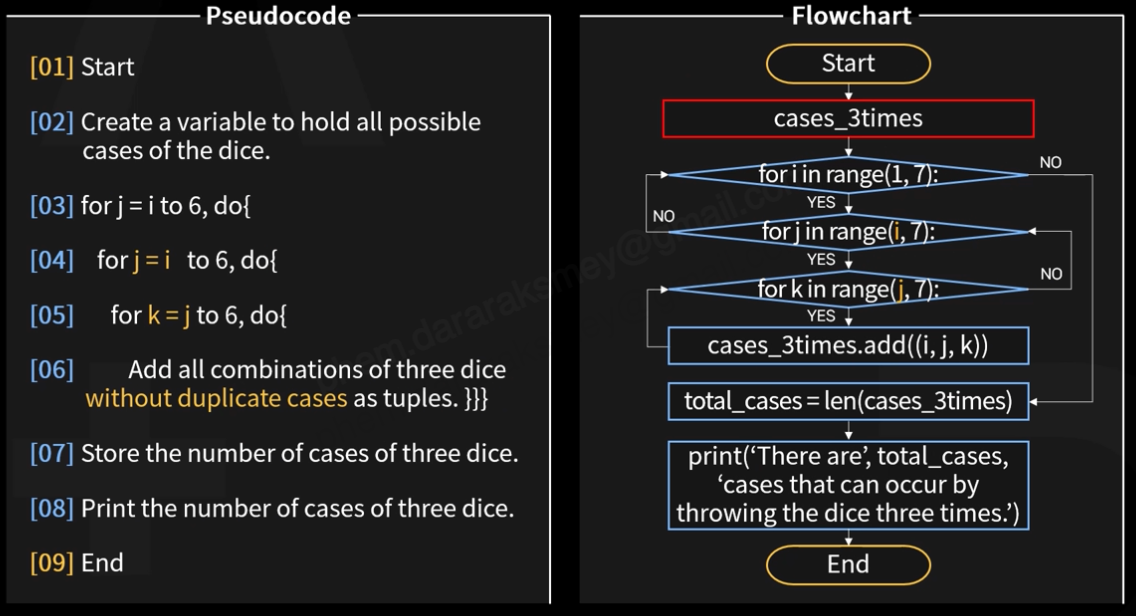 Pseudocode
[01] Start
[02] Create a variable to hold all possible
cases of the dice.
[03] for j = i to 6, do{
[04] for j = i to 6, do{
[05] for k = j to 6, do{
[06] Add all combinations of three dice
without duplicate cases as tuples. }}}
[07] Store the number of cases of three dice.
[08] Print the number of cases of three dice.
[09] End
Flowchart
Start
cases_3times
for i in range(1, 7):
NO
YES
NO
for j in range(i, 7):
YES
NO
for k in range(j, 7):
YES
cases_3times.add((i, j, k))
total_cases = len(cases_3times)
print(‘There are’, total_cases,
‘cases that can occur by
throwing the dice three times.’)
End